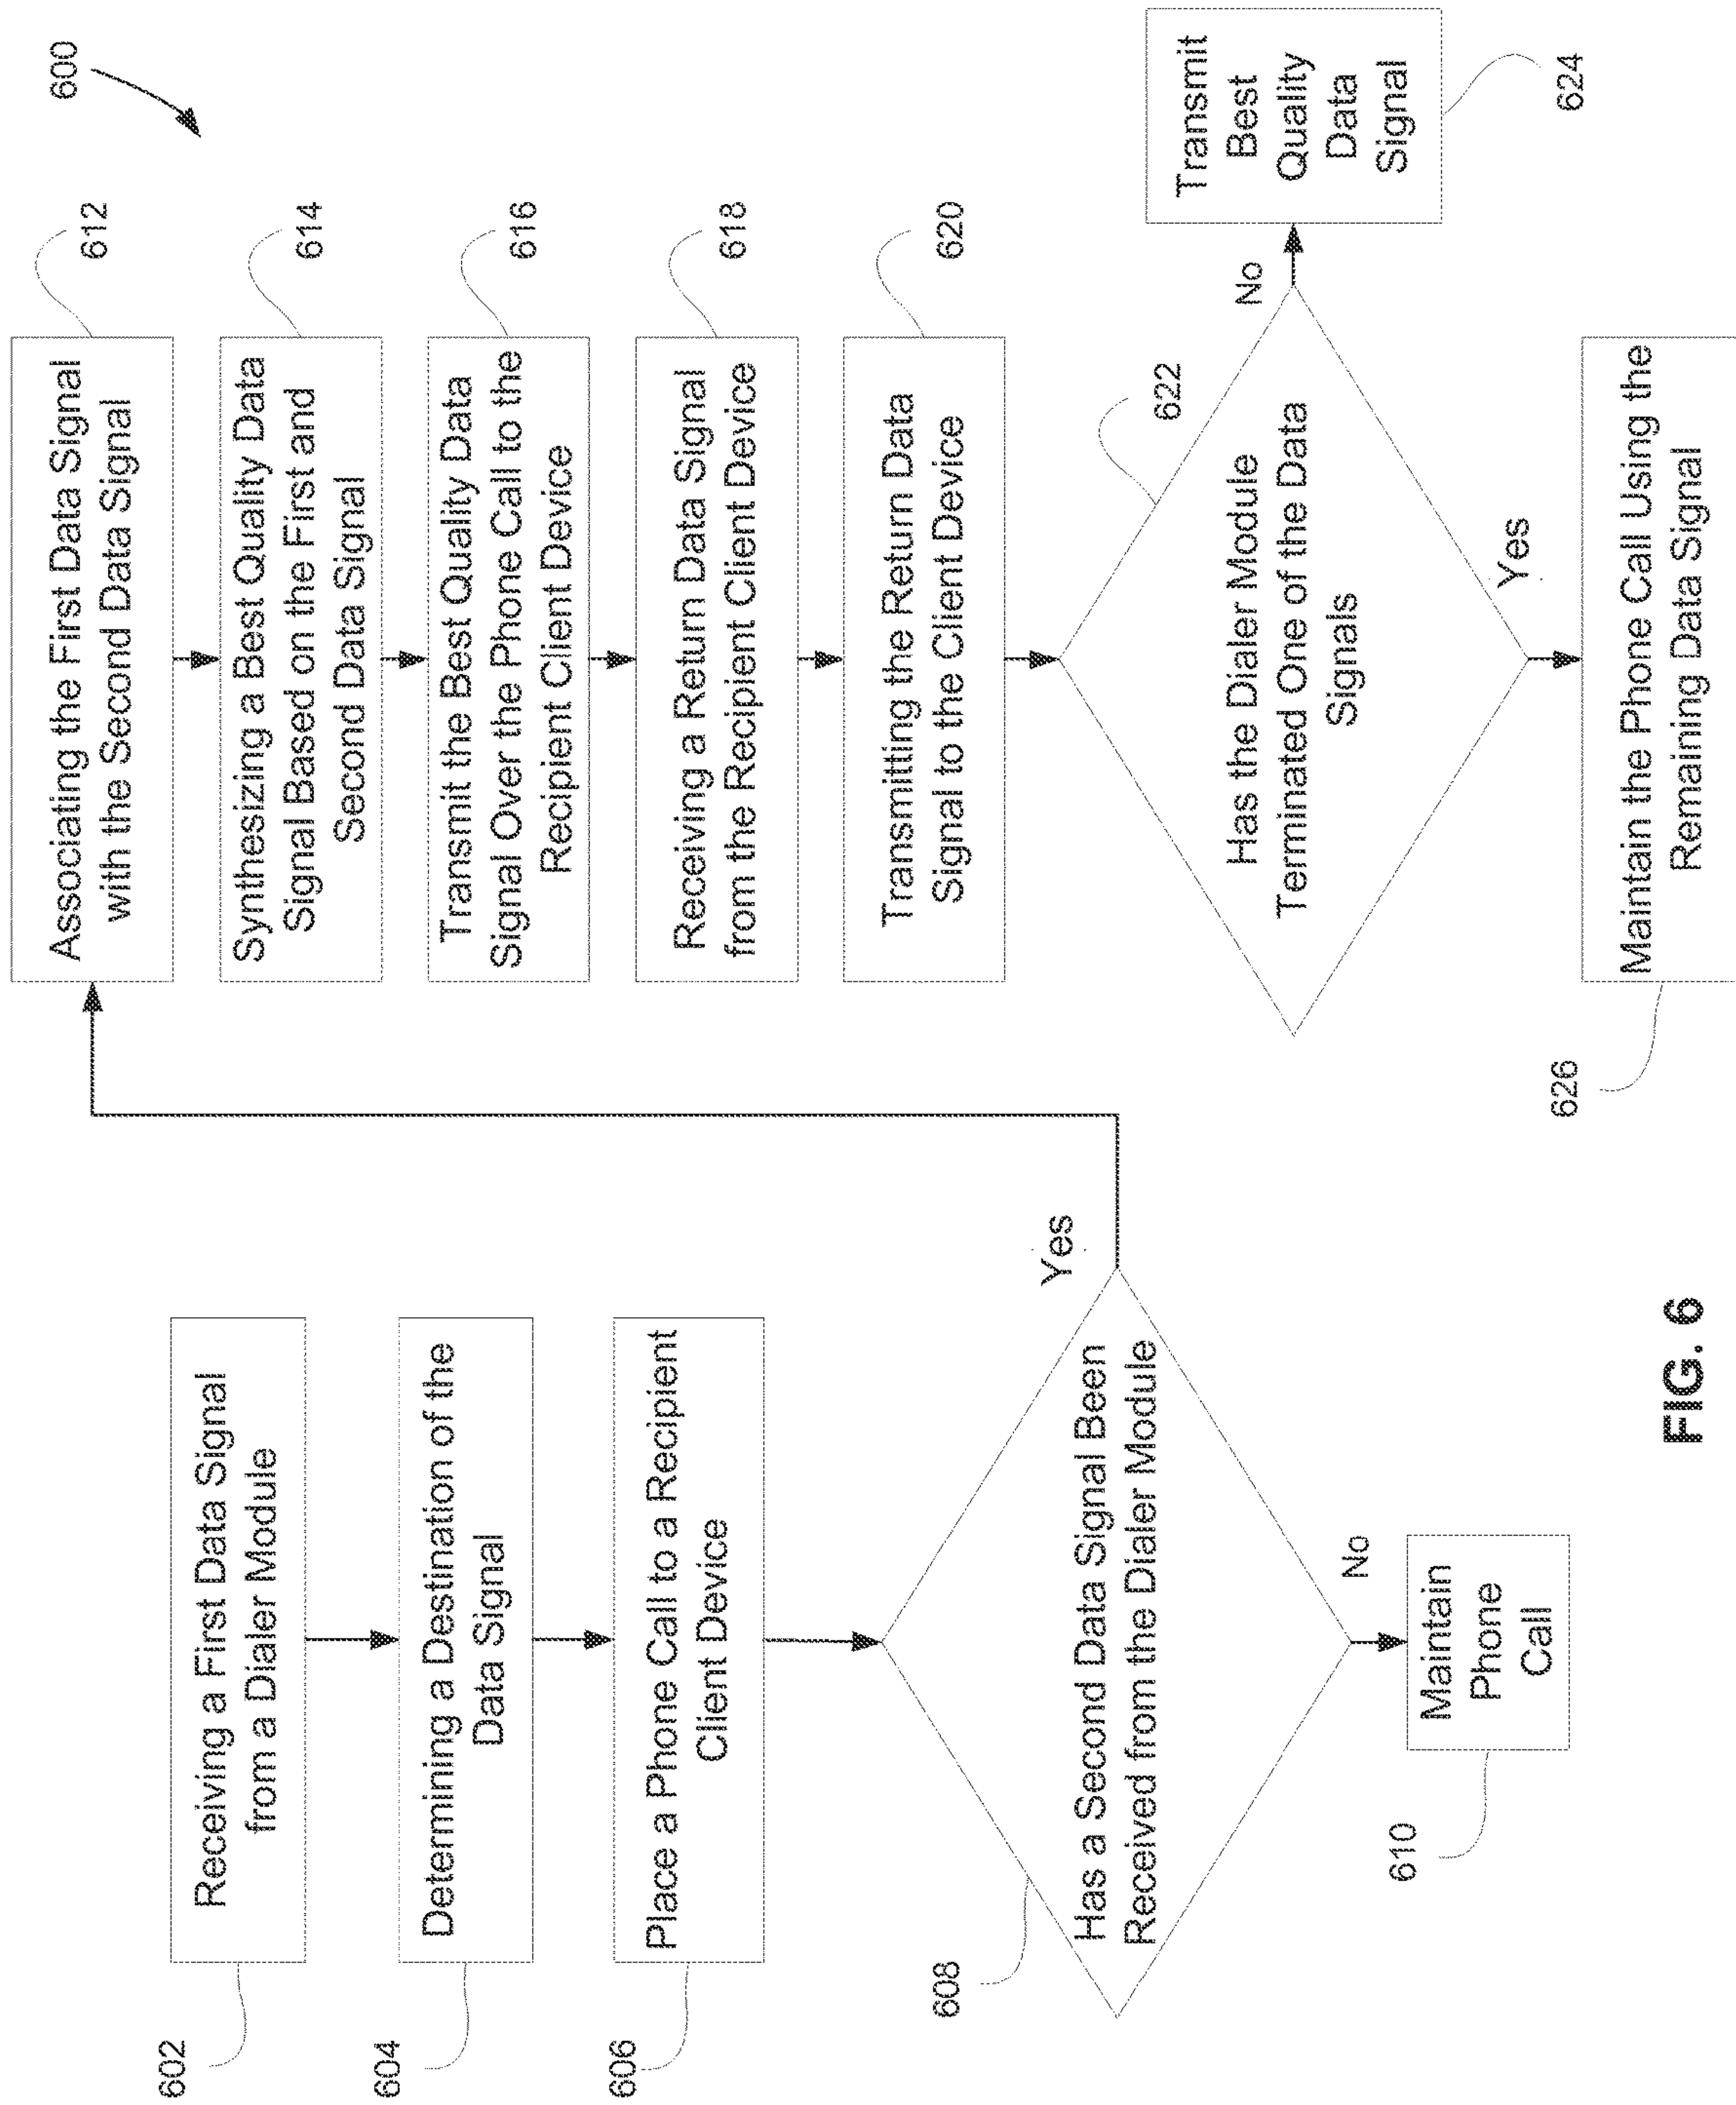 600
602
Receiving a First Data Signal
from a Dialer Module
604
Determining a Destination of the
Data Signal
606
Place a Phone Call to a Recipient
Client Device
608
Has a Second Data Signal Been
Received from the Dialer Module
Yes
No
610
Maintain
Phone
Call
612
Associating the First Data Signal
with the Second Data Signal
614
Synthesizing a Best Quality Data
Signal Based on the First and
Second Data Signal
616
Transmit the Best Quality Data
Signal Over the Phone Call to the
Recipient Client Device
618
Receiving a Return Data Signal
from the Recipient Client Device
620
Transmitting the Return Data
Signal to the Client Device
622
Has the Dialer Module
Terminated One of the Data
Signals
No
Transmit
Best
Quality
Data
Signal
624
Yes
626
Maintain the Phone Call Using the
Remaining Data Signal
FIG. 6